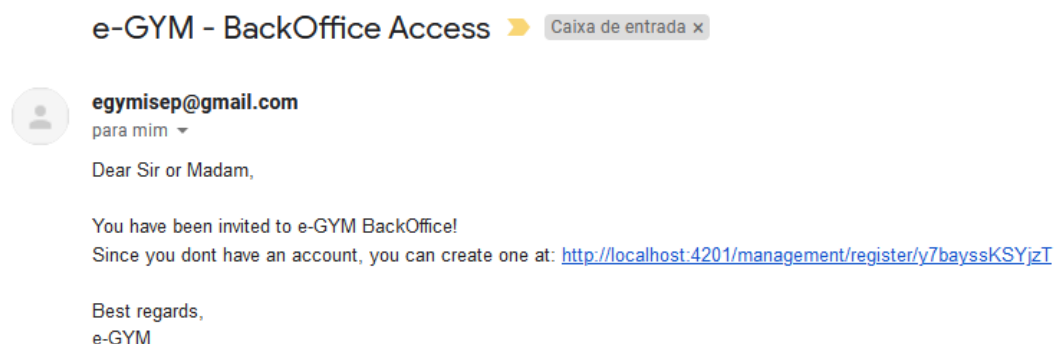 e-GYM - BackOffice Access Caixa de entrada x
egymisep@gmail.com
para mim
Dear Sir or Madam,
You have been invited to e-GYM BackOffice!
Since you dont have an account, you can create one at: http://localhost:4201/management/register/y7bayssKSYjzT
Best regards,
e-GYM